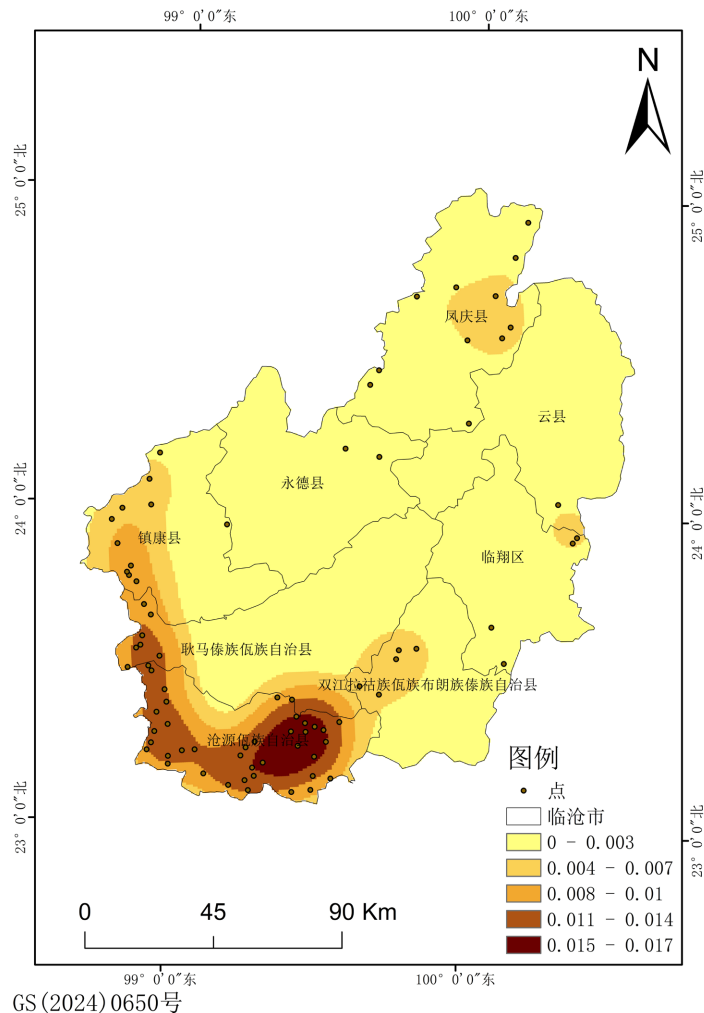 99° 0′0″东 100° 0′0″东
N
25° 0′0″北
25° 0′0″北
凤庆县
云县
永德县
24° 0′0″北
镇康县
24° 0′0″北
临翔区
耿马傣族佤族自治县
双江拉祜族佤族布朗族傣族自治县
沧源佤族自治县
图例
点
临沧市
23° 0′0″北
23° 0′0″北
0 - 0.003
0.004 - 0.007
0.008 - 0.01
0.011 - 0.014
0.015 - 0.017
0 45 90 Km
99° 0′0″东 100° 0′0″东
GS(2024)0650号